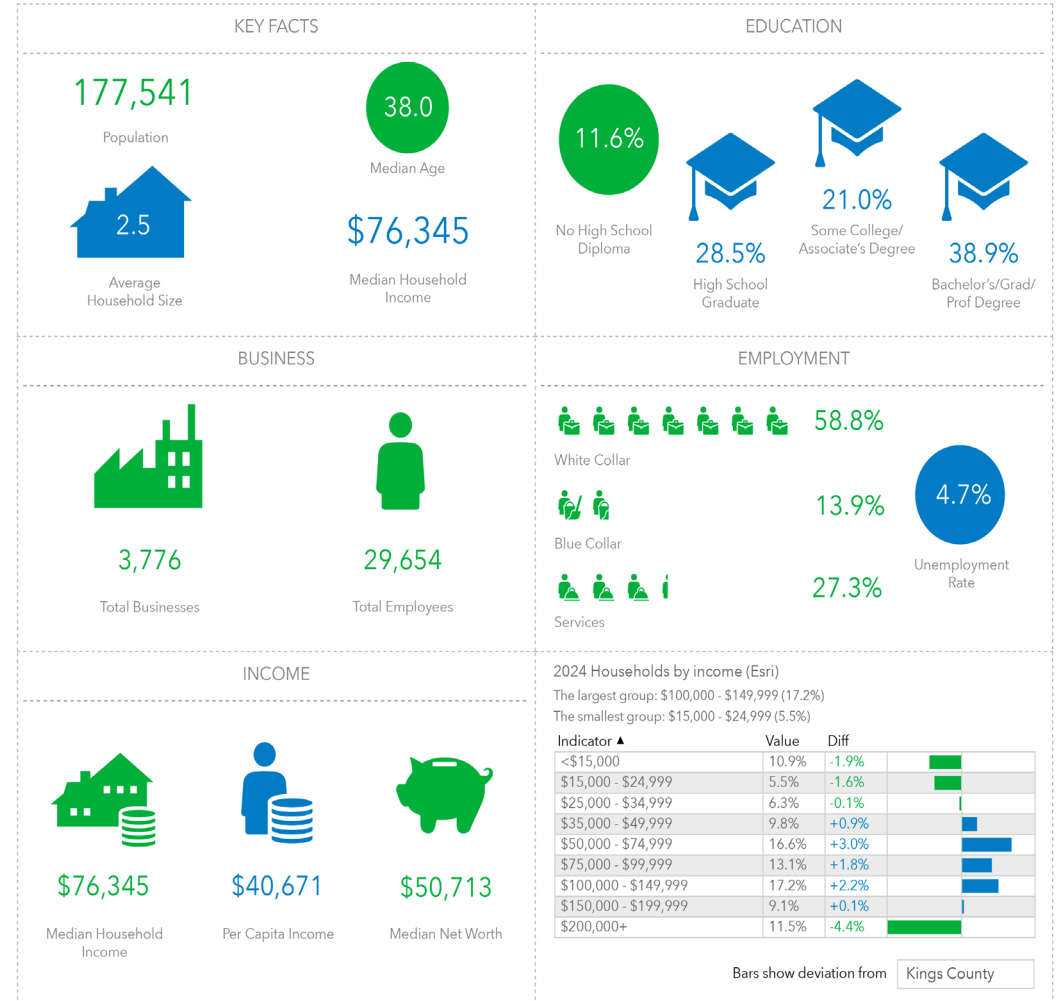 KEY FACTS
177,541
Population
38.0
Median Age
2.5
Average
Household Size
$76,345
Median Household
Income
EDUCATION
11.6%
No High School
Diploma
28.5%
High School
Graduate
21.0%
Some College/
Associate's Degree
38.9%
Bachelor's/Grad/
Prof Degree
BUSINESS
3,776
Total Businesses
29,654
Total Employees
EMPLOYMENT
58.8%
White Collar
13.9%
Blue Collar
27.3%
Services
4.7%
Unemployment
Rate
INCOME
$76,345
Median Household
Income
$40,671
Per Capita Income
$50,713
Median Net Worth
2024 Households by income (Esri)
The largest group: $100,000 - $149,999 (17.2%)
The smallest group: $15,000 - $24,999 (5.5%)
Indicator ▲ Value Diff
<$15,000 10.9% -1.9%
$15,000 - $24,999 5.5% -1.6%
$25,000 - $34,999 6.3% -0.1%
$35,000 - $49,999 9.8% +0.9%
$50,000 - $74,999 16.6% +3.0%
$75,000 - $99,999 13.1% +1.8%
$100,000 - $149,999 17.2% +2.2%
$150,000 - $199,999 9.1% +0.1%
$200,000+ 11.5% -4.4%
Bars show deviation from Kings County